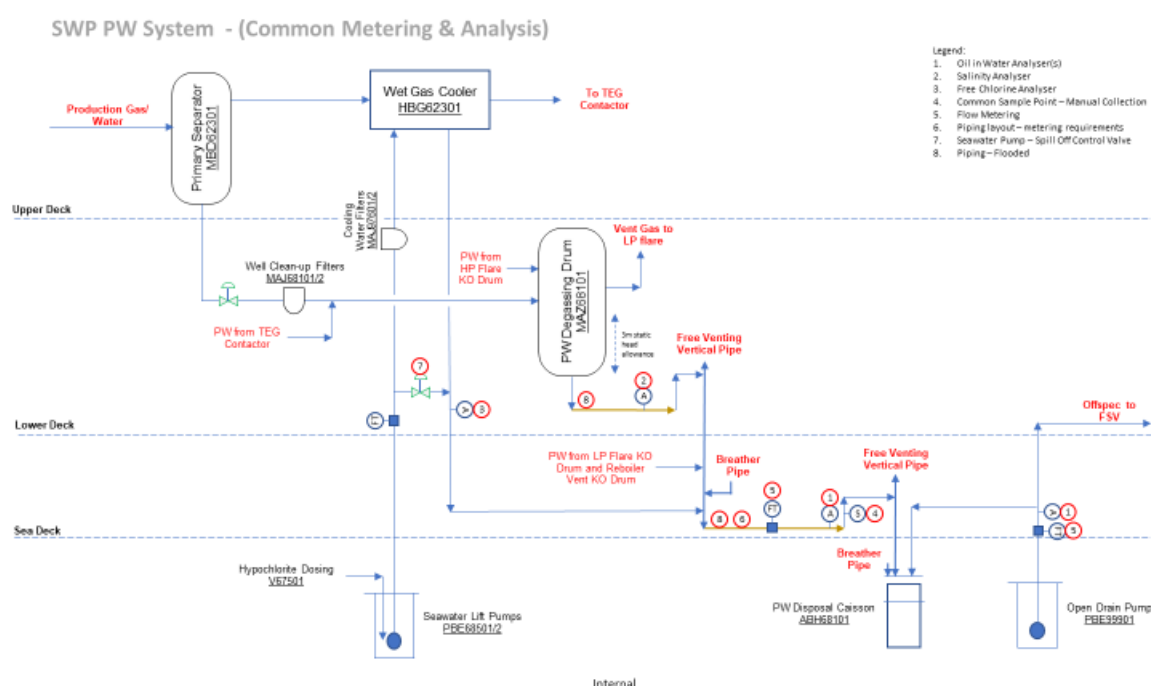 SWP PW System - (Common Metering & Analysis)
Legend:
1. Oil in Water Analyser(s)
2. Salinity Analyser
3. Free Chlorine Analyser
4. Common Sample Point – Manual Collection
5. Flow Metering
6. Piping layout – metering requirements
7. Seawater Pump – Spill Off Control Valve
8. Piping – Flooded
Production Gas/
Water
Primary Separator
MBD62301
Wet Gas Cooler
HBG62301
To TEG
Contactor
Upper Deck
Cooling
Water Filters
MAJ67601/2
Well Clean-up Filters
MAJ68101/2
PW from TEG
Contactor
PW from
HP Flare
KO Drum
PW Degassing Drum
MAZ68101
Vent Gas to
LP flare
5m static
head
allowance
Free Venting
Vertical Pipe
7
2
A
8
A
3
FT
Lower Deck
Offspec to
FSV
PW from LP Flare KO
Drum and Reboiler
Vent KO Drum
Breather
Pipe
Free Venting
Vertical Pipe
5
FT
1
A
S
4
8
6
A
1
FT
5
Sea Deck
Breather
Pipe
Hypochlorite Dosing
V67501
Seawater Lift Pumps
PBE68501/2
PW Disposal Caisson
ABH68101
Open Drain Pump
PBE99901
Internal